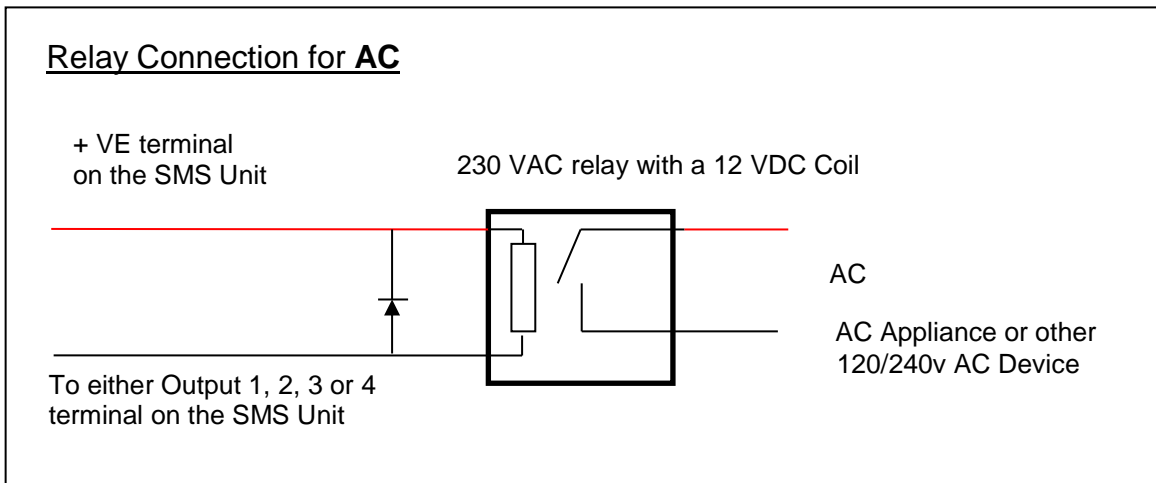 Relay Connection for AC
+ VE terminal
on the SMS Unit
230 VAC relay with a 12 VDC Coil
AC
AC Appliance or other
120/240v AC Device
To either Output 1, 2, 3 or 4
terminal on the SMS Unit